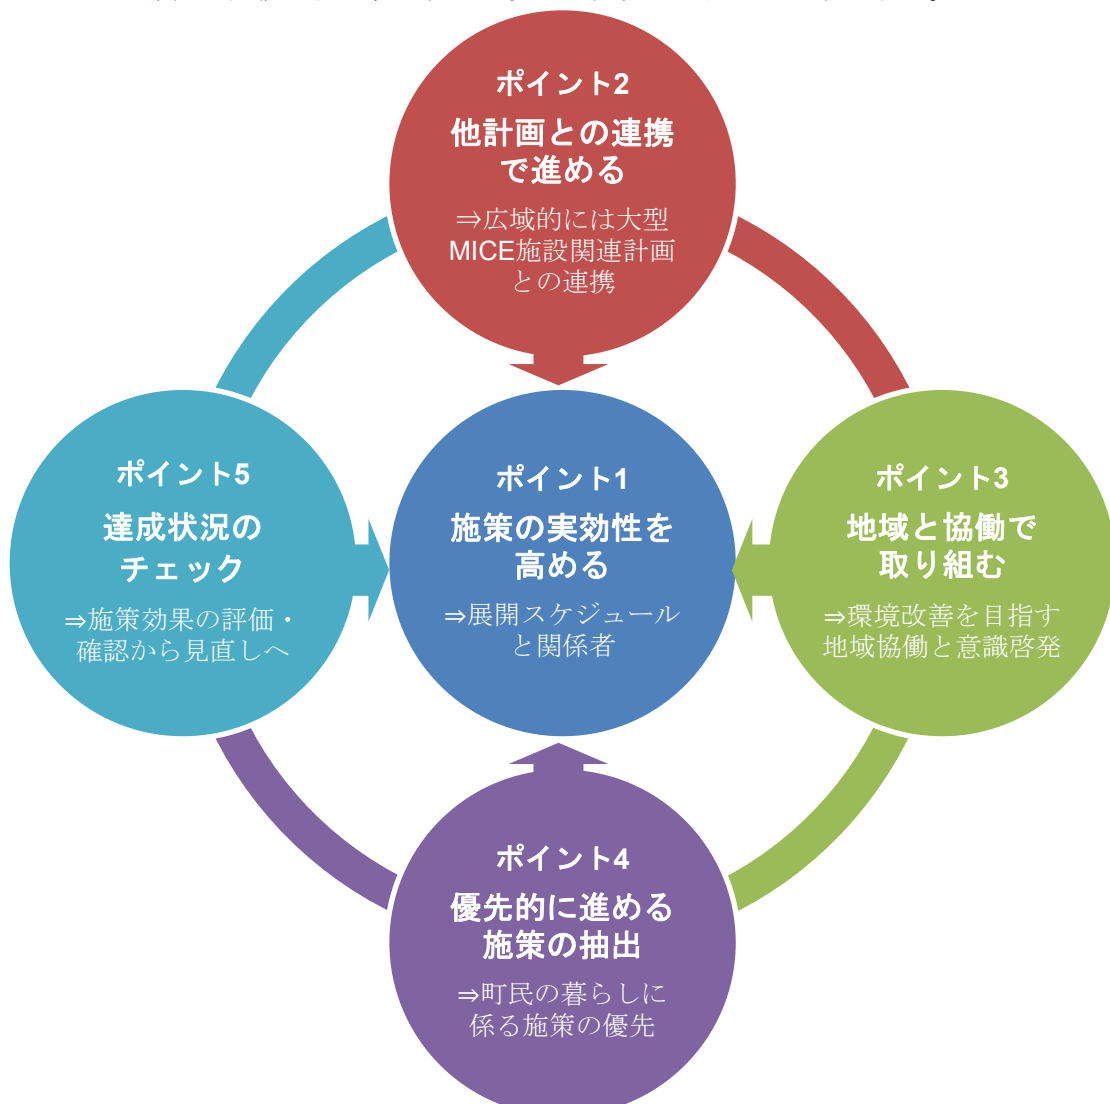 ポイント2
他計画との連携
で進める
⇒広域的には大型
MICE施設関連計画
との連携
ポイント5
達成状況の
チェック
⇒施策効果の評価・
確認から見直しへ
ポイント1
施策の実効性を
高める
⇒展開スケジュール
と関係者
ポイント3
地域と協働で
取り組む
⇒環境改善を目指す
地域協働と意識啓発
ポイント4
優先的に進める
施策の抽出
⇒町民の暮らしに
係る施策の優先